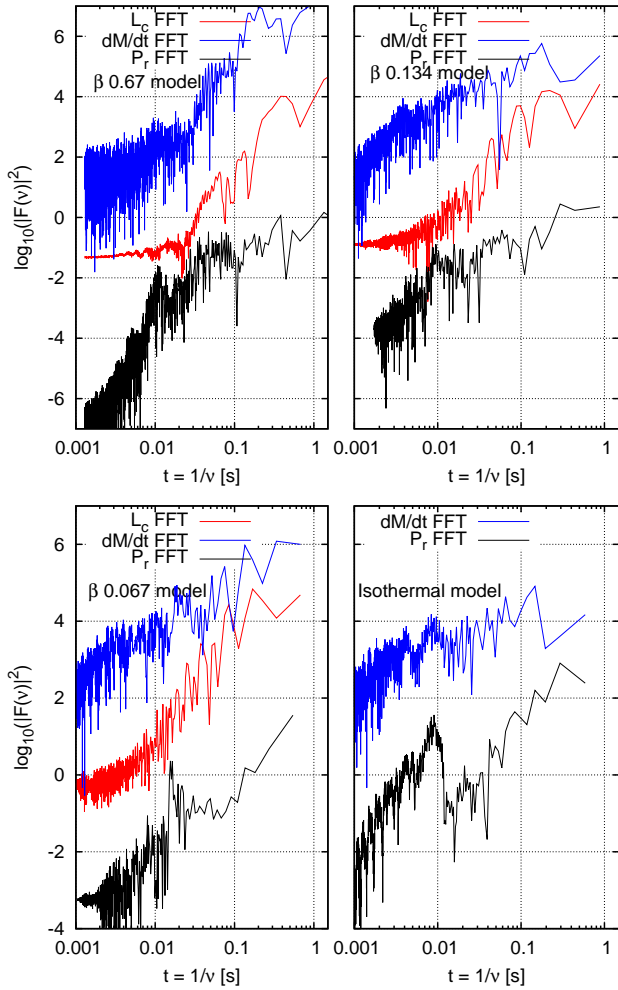 L_c FFT
dM/dt FFT
P_r FFT
β 0.67 model
6
4
2
0
-2
-4
-6
log₁₀(|F(ν)|²)
0.001 0.01 0.1 1
t = 1/ν [s]
L_c FFT
dM/dt FFT
P_r FFT
β 0.134 model
0.001 0.01 0.1 1
t = 1/ν [s]
L_c FFT
dM/dt FFT
P_r FFT
β 0.067 model
6
4
2
0
-2
-4
log₁₀(|F(ν)|²)
0.001 0.01 0.1 1
t = 1/ν [s]
dM/dt FFT
P_r FFT
Isothermal model
0.001 0.01 0.1 1
t = 1/ν [s]